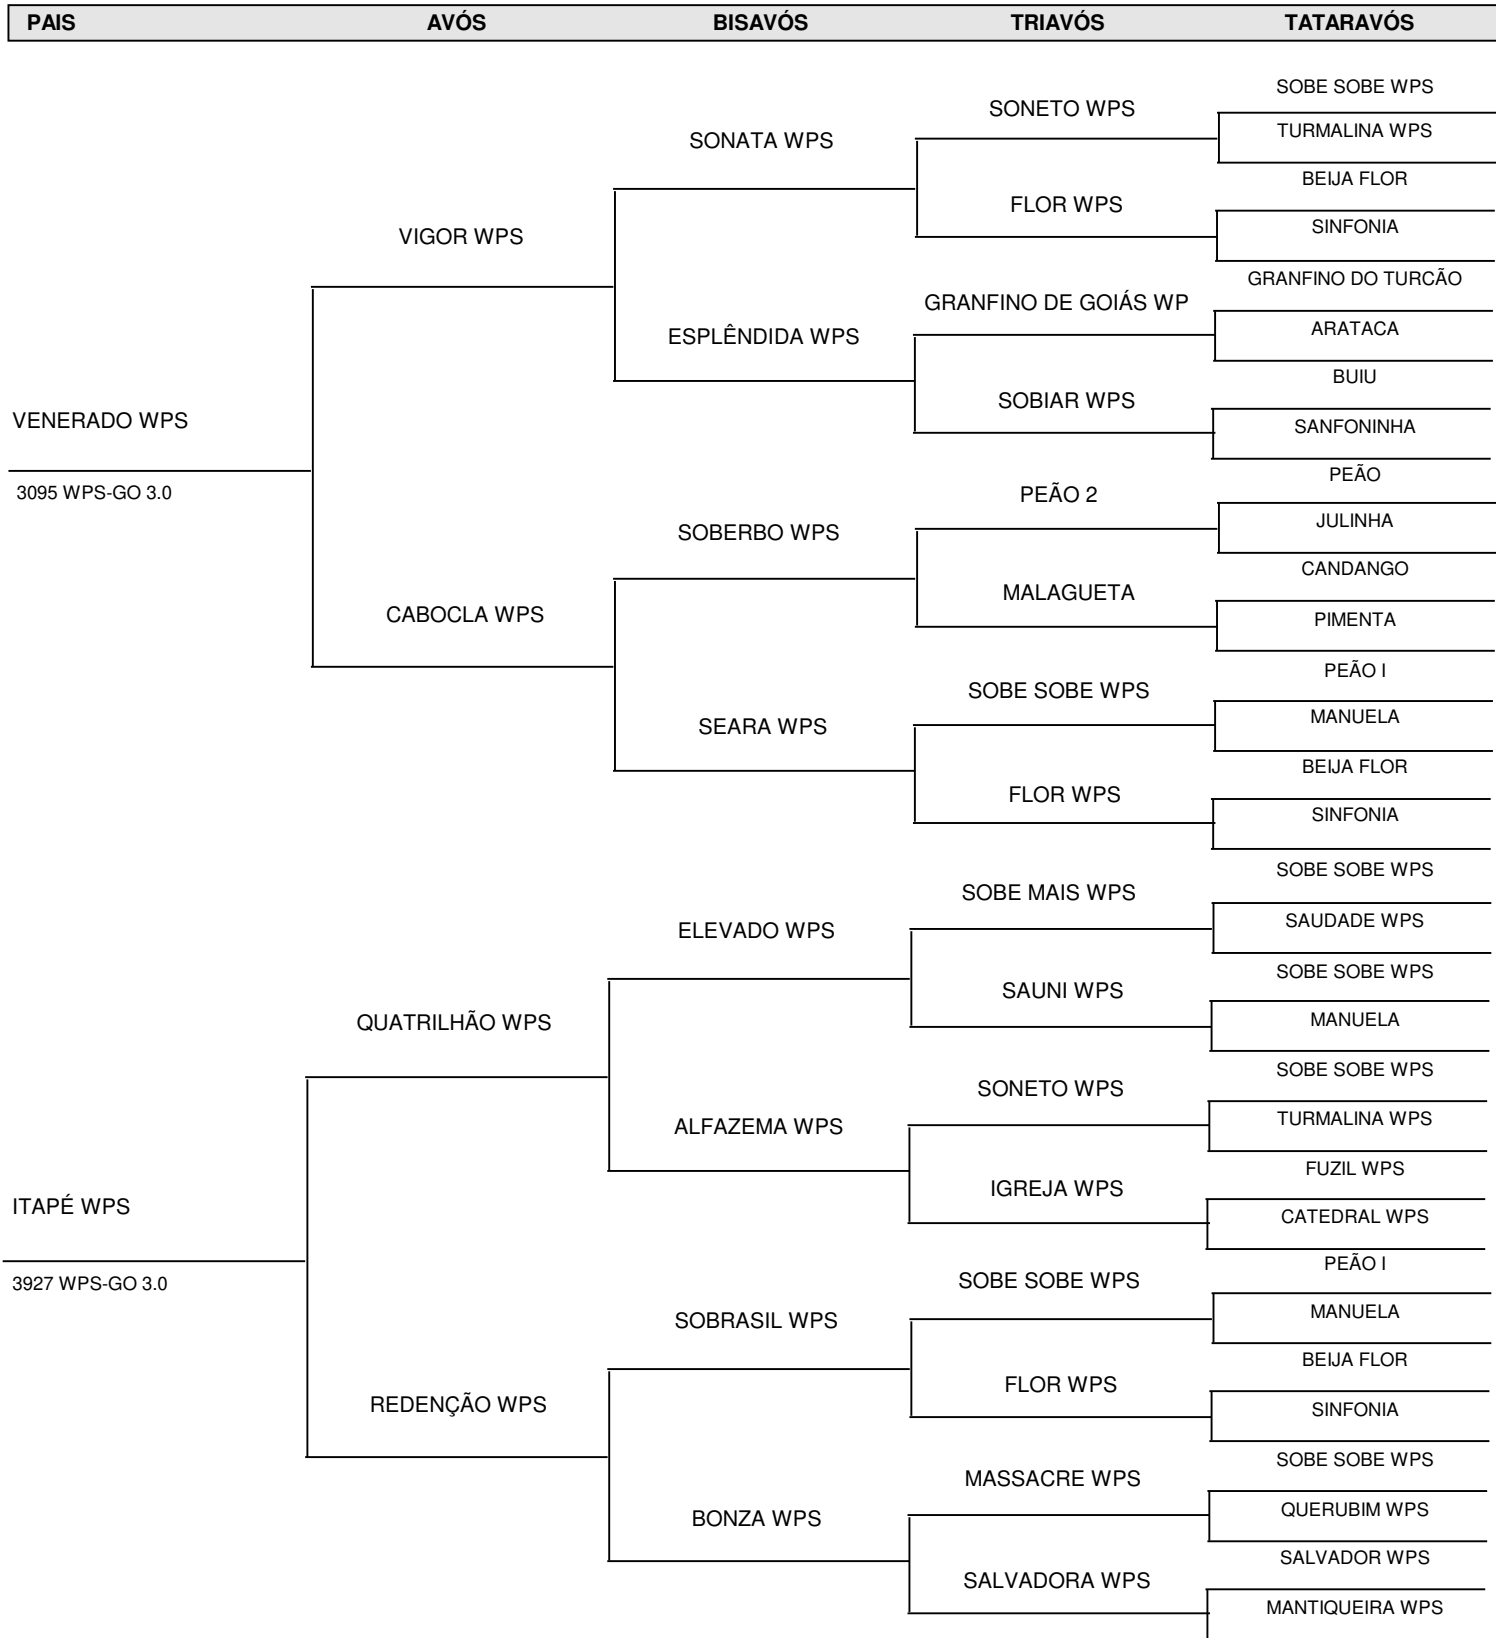 PAIS AVÓS BISAVÓS TRIAVÓS TATARAVÓS
SOBE SOBE WPS
SONETO WPS
TURMALINA WPS
SONATA WPS
BEIJA FLOR
FLOR WPS
SINFONIA
VIGOR WPS
GRANFINO DO TURCÃO
GRANFINO DE GOIÁS WP
ARATACA
ESPLÊNDIDA WPS
BUIU
SOBIAR WPS
VENERADO WPS
SANFONINHA
PEÃO
3095 WPS-GO 3.0
PEÃO 2
JULINHA
SOBERBO WPS
CANDANGO
MALAGUETA
CABOCLA WPS
PIMENTA
PEÃO I
SOBE SOBE WPS
MANUELA
SEARA WPS
BEIJA FLOR
FLOR WPS
SINFONIA
SOBE SOBE WPS
SOBE MAIS WPS
SAUDADE WPS
ELEVADO WPS
SOBE SOBE WPS
SAUNI WPS
QUATRILHÃO WPS
MANUELA
SOBE SOBE WPS
SONETO WPS
TURMALINA WPS
ALFAZEMA WPS
FUZIL WPS
IGREJA WPS
ITAPÉ WPS
CATEDRAL WPS
PEÃO I
3927 WPS-GO 3.0
SOBE SOBE WPS
MANUELA
SOBRASIL WPS
BEIJA FLOR
FLOR WPS
REDENÇÃO WPS
SINFONIA
SOBE SOBE WPS
MASSACRE WPS
QUERUBIM WPS
BONZA WPS
SALVADOR WPS
SALVADORA WPS
MANTIQUEIRA WPS